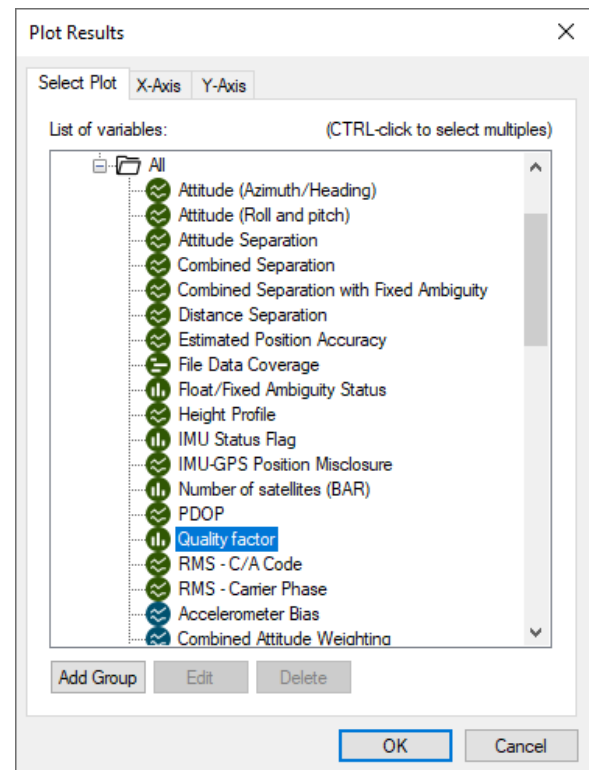 Plot Results
Select Plot X-Axis Y-Axis
List of variables: (CTRL-click to select multiples)
All
Attitude (Azimuth/Heading)
Attitude (Roll and pitch)
Attitude Separation
Combined Separation
Combined Separation with Fixed Ambiguity
Distance Separation
Estimated Position Accuracy
File Data Coverage
Float/Fixed Ambiguity Status
Height Profile
IMU Status Flag
IMU-GPS Position Misclosure
Number of satellites (BAR)
PDOP
Quality factor
RMS - C/A Code
RMS - Carrier Phase
Accelerometer Bias
Combined Attitude Weighting
Add Group Edit Delete
OK Cancel